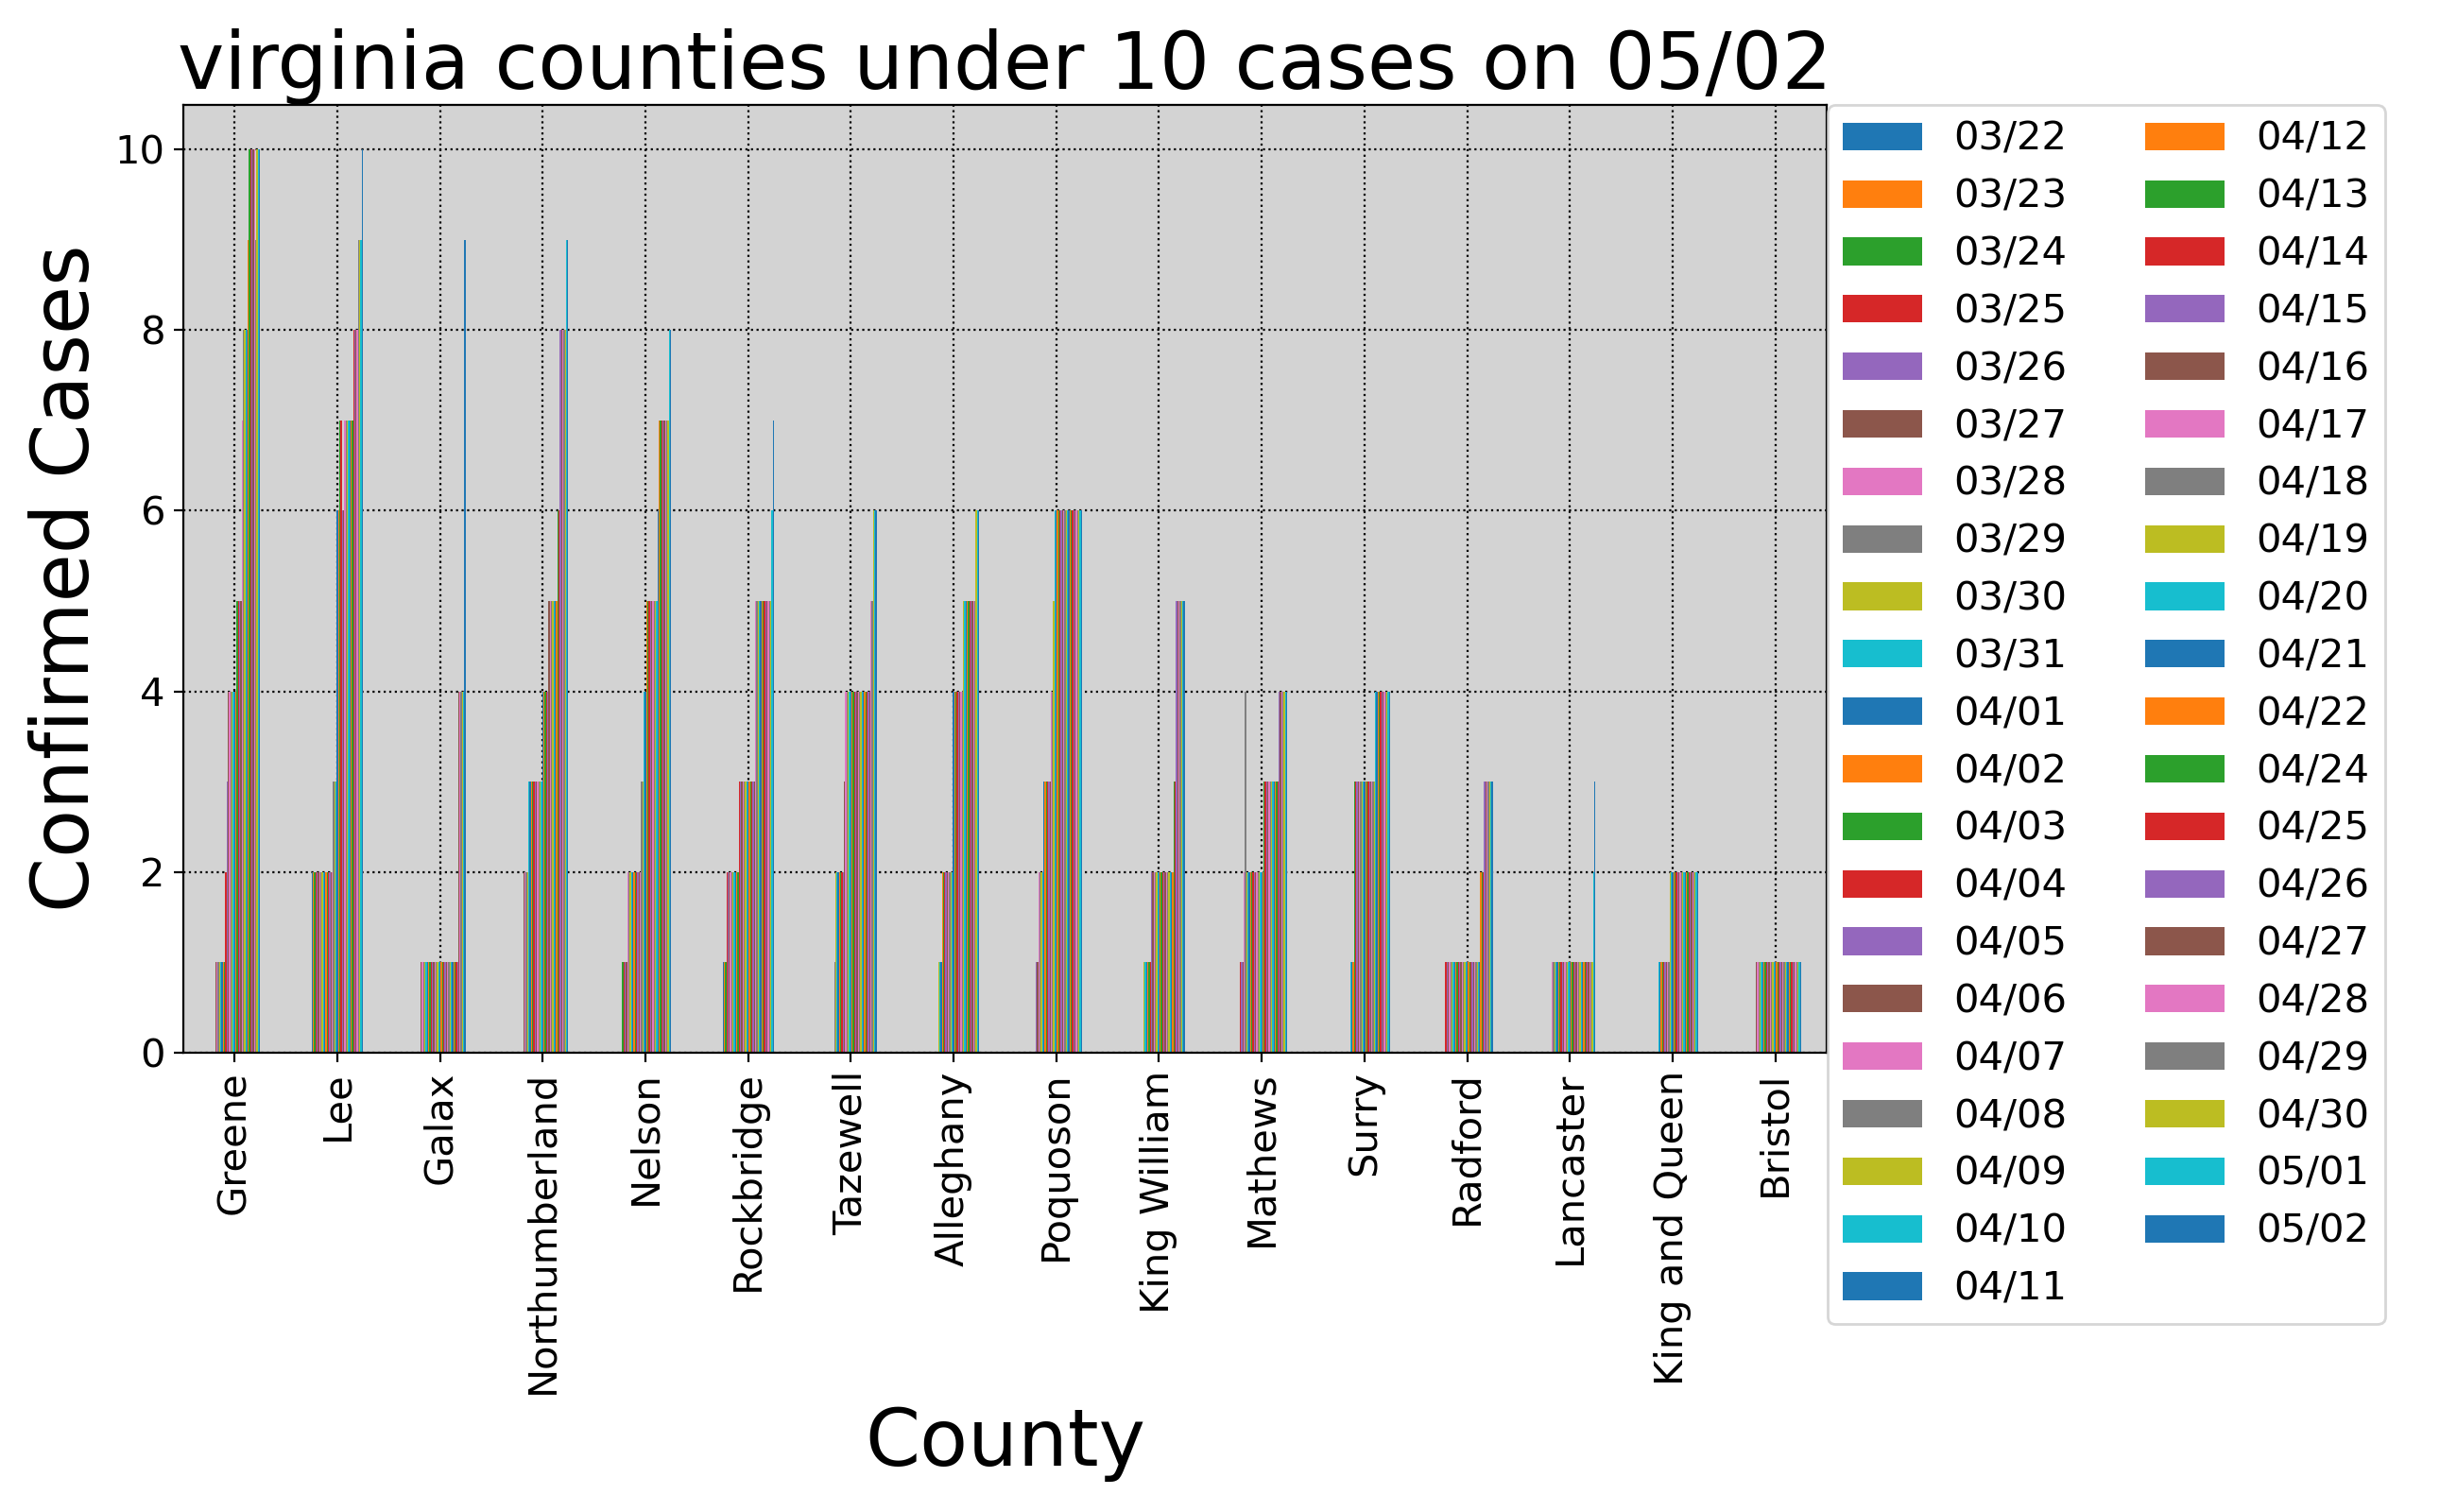 virginia counties under 10 cases on 05/02
Confirmed Cases
10
8
6
4
2
0
Greene
Lee
Galax
Northumberland
Nelson
Rockbridge
Tazewell
Alleghany
Poquoson
King William
Mathews
Surry
Radford
Lancaster
King and Queen
Bristol
County
03/22
03/23
03/24
03/25
03/26
03/27
03/28
03/29
03/30
03/31
04/01
04/02
04/03
04/04
04/05
04/06
04/07
04/08
04/09
04/10
04/11
04/12
04/13
04/14
04/15
04/16
04/17
04/18
04/19
04/20
04/21
04/22
04/24
04/25
04/26
04/27
04/28
04/29
04/30
05/01
05/02